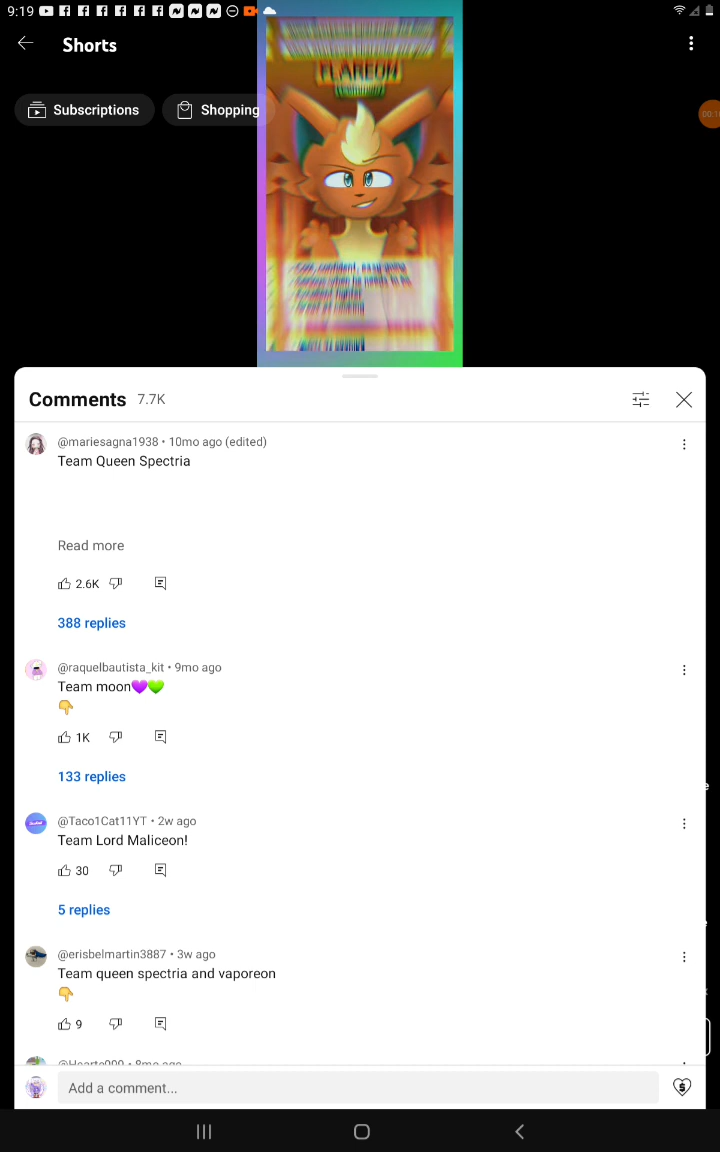 9:19
Shorts
Subscriptions
Shopping
FLAREON
Comments 7.7K
@mariesagna1938 • 10mo ago (edited)
Team Queen Spectria
Read more
2.6K
388 replies
@raquelbautista_kit • 9mo ago
Team moon💜💚
👇
1K
133 replies
@Taco1Cat11YT • 2w ago
Team Lord Maliceon!
30
5 replies
@erisbelmartin3887 • 3w ago
Team queen spectria and vaporeon
👇
9
Add a comment...